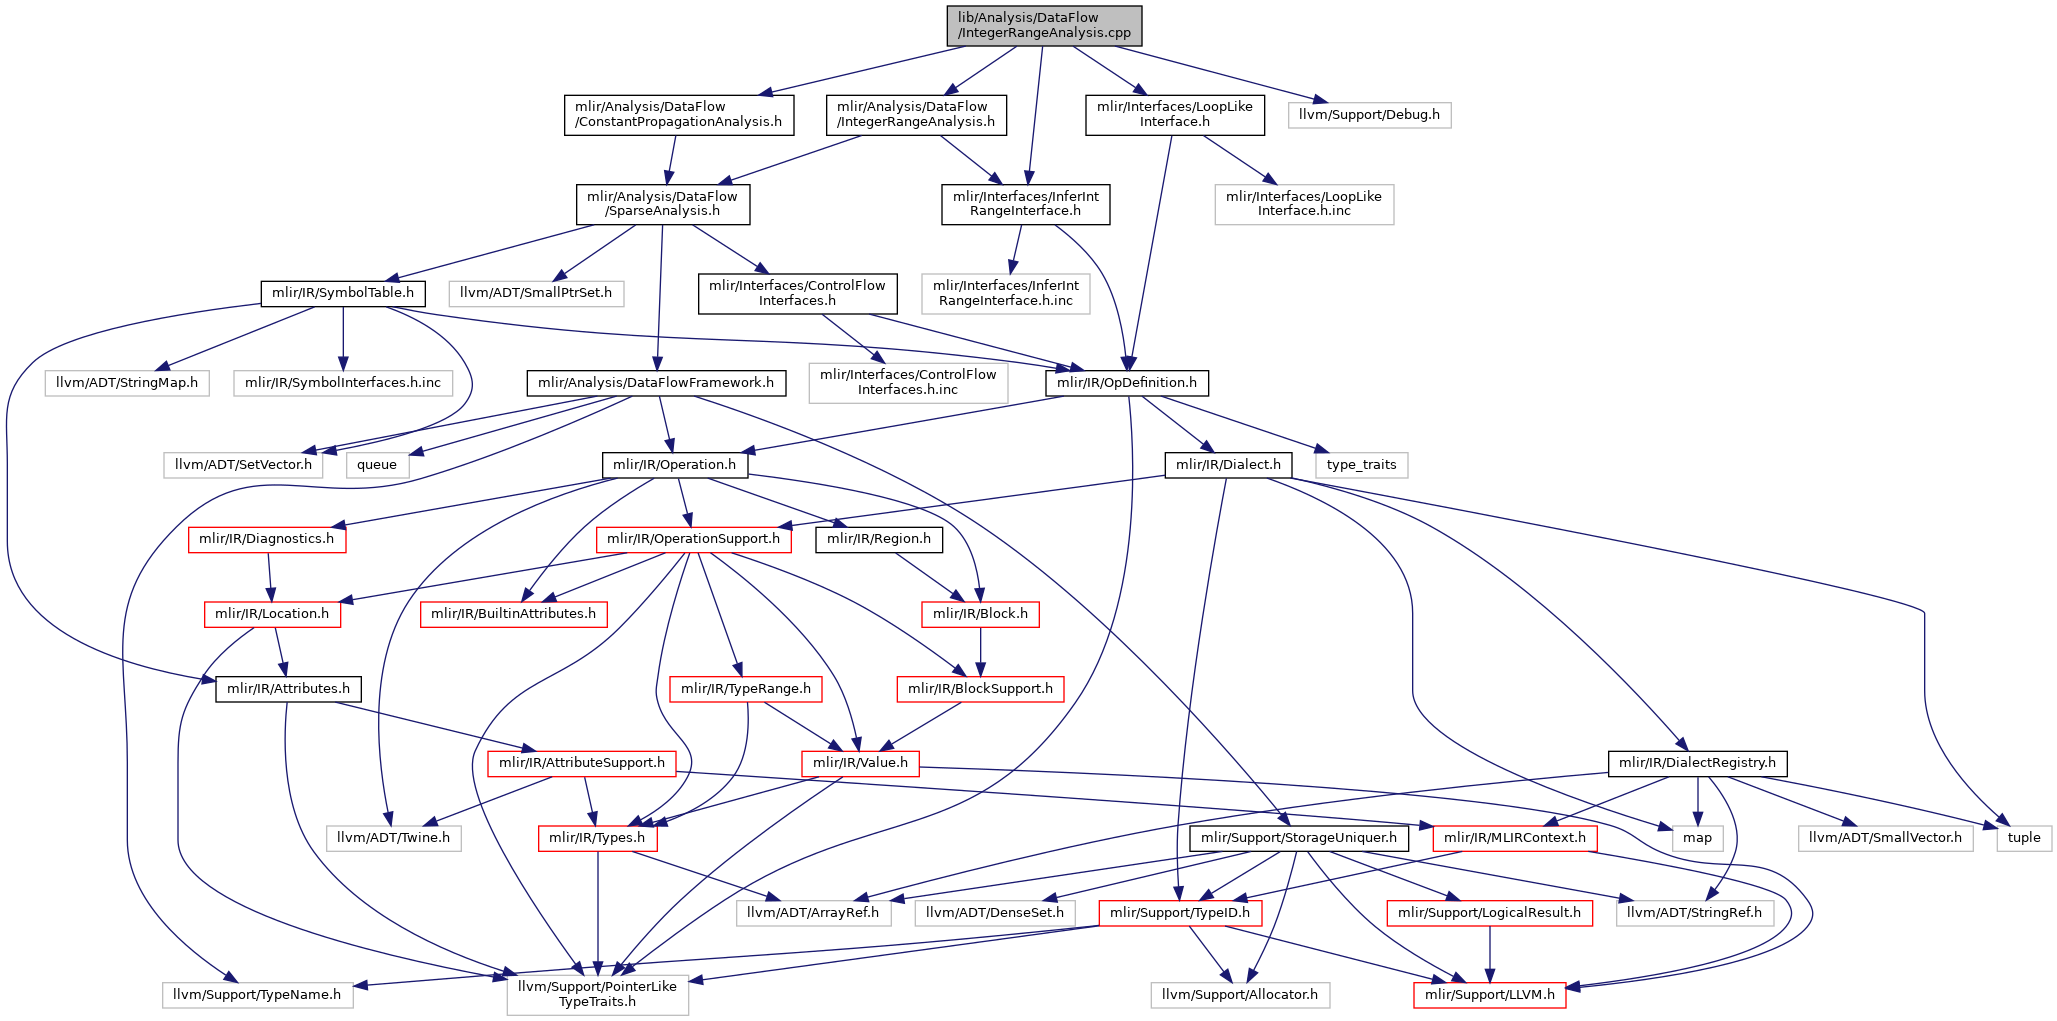 lib/Analysis/DataFlow
/IntegerRangeAnalysis.cpp
mlir/Analysis/DataFlow
/ConstantPropagationAnalysis.h
mlir/Analysis/DataFlow
/IntegerRangeAnalysis.h
mlir/Interfaces/LoopLike
Interface.h
llvm/Support/Debug.h
mlir/Analysis/DataFlow
/SparseAnalysis.h
mlir/Interfaces/InferInt
RangeInterface.h
mlir/Interfaces/LoopLike
Interface.h.inc
mlir/IR/SymbolTable.h
llvm/ADT/SmallPtrSet.h
mlir/Interfaces/ControlFlow
Interfaces.h
mlir/Interfaces/InferInt
RangeInterface.h.inc
llvm/ADT/StringMap.h
mlir/IR/SymbolInterfaces.h.inc
mlir/Analysis/DataFlowFramework.h
mlir/Interfaces/ControlFlow
Interfaces.h.inc
mlir/IR/OpDefinition.h
llvm/ADT/SetVector.h
queue
mlir/IR/Operation.h
mlir/IR/Dialect.h
type_traits
mlir/IR/Diagnostics.h
mlir/IR/OperationSupport.h
mlir/IR/Region.h
mlir/IR/Location.h
mlir/IR/BuiltinAttributes.h
mlir/IR/Block.h
mlir/IR/Attributes.h
mlir/IR/TypeRange.h
mlir/IR/BlockSupport.h
mlir/IR/AttributeSupport.h
mlir/IR/Value.h
mlir/IR/DialectRegistry.h
llvm/ADT/Twine.h
mlir/IR/Types.h
mlir/Support/StorageUniquer.h
mlir/IR/MLIRContext.h
map
llvm/ADT/SmallVector.h
tuple
llvm/ADT/ArrayRef.h
llvm/ADT/DenseSet.h
mlir/Support/TypeID.h
mlir/Support/LogicalResult.h
llvm/ADT/StringRef.h
llvm/Support/TypeName.h
llvm/Support/PointerLike
TypeTraits.h
llvm/Support/Allocator.h
mlir/Support/LLVM.h